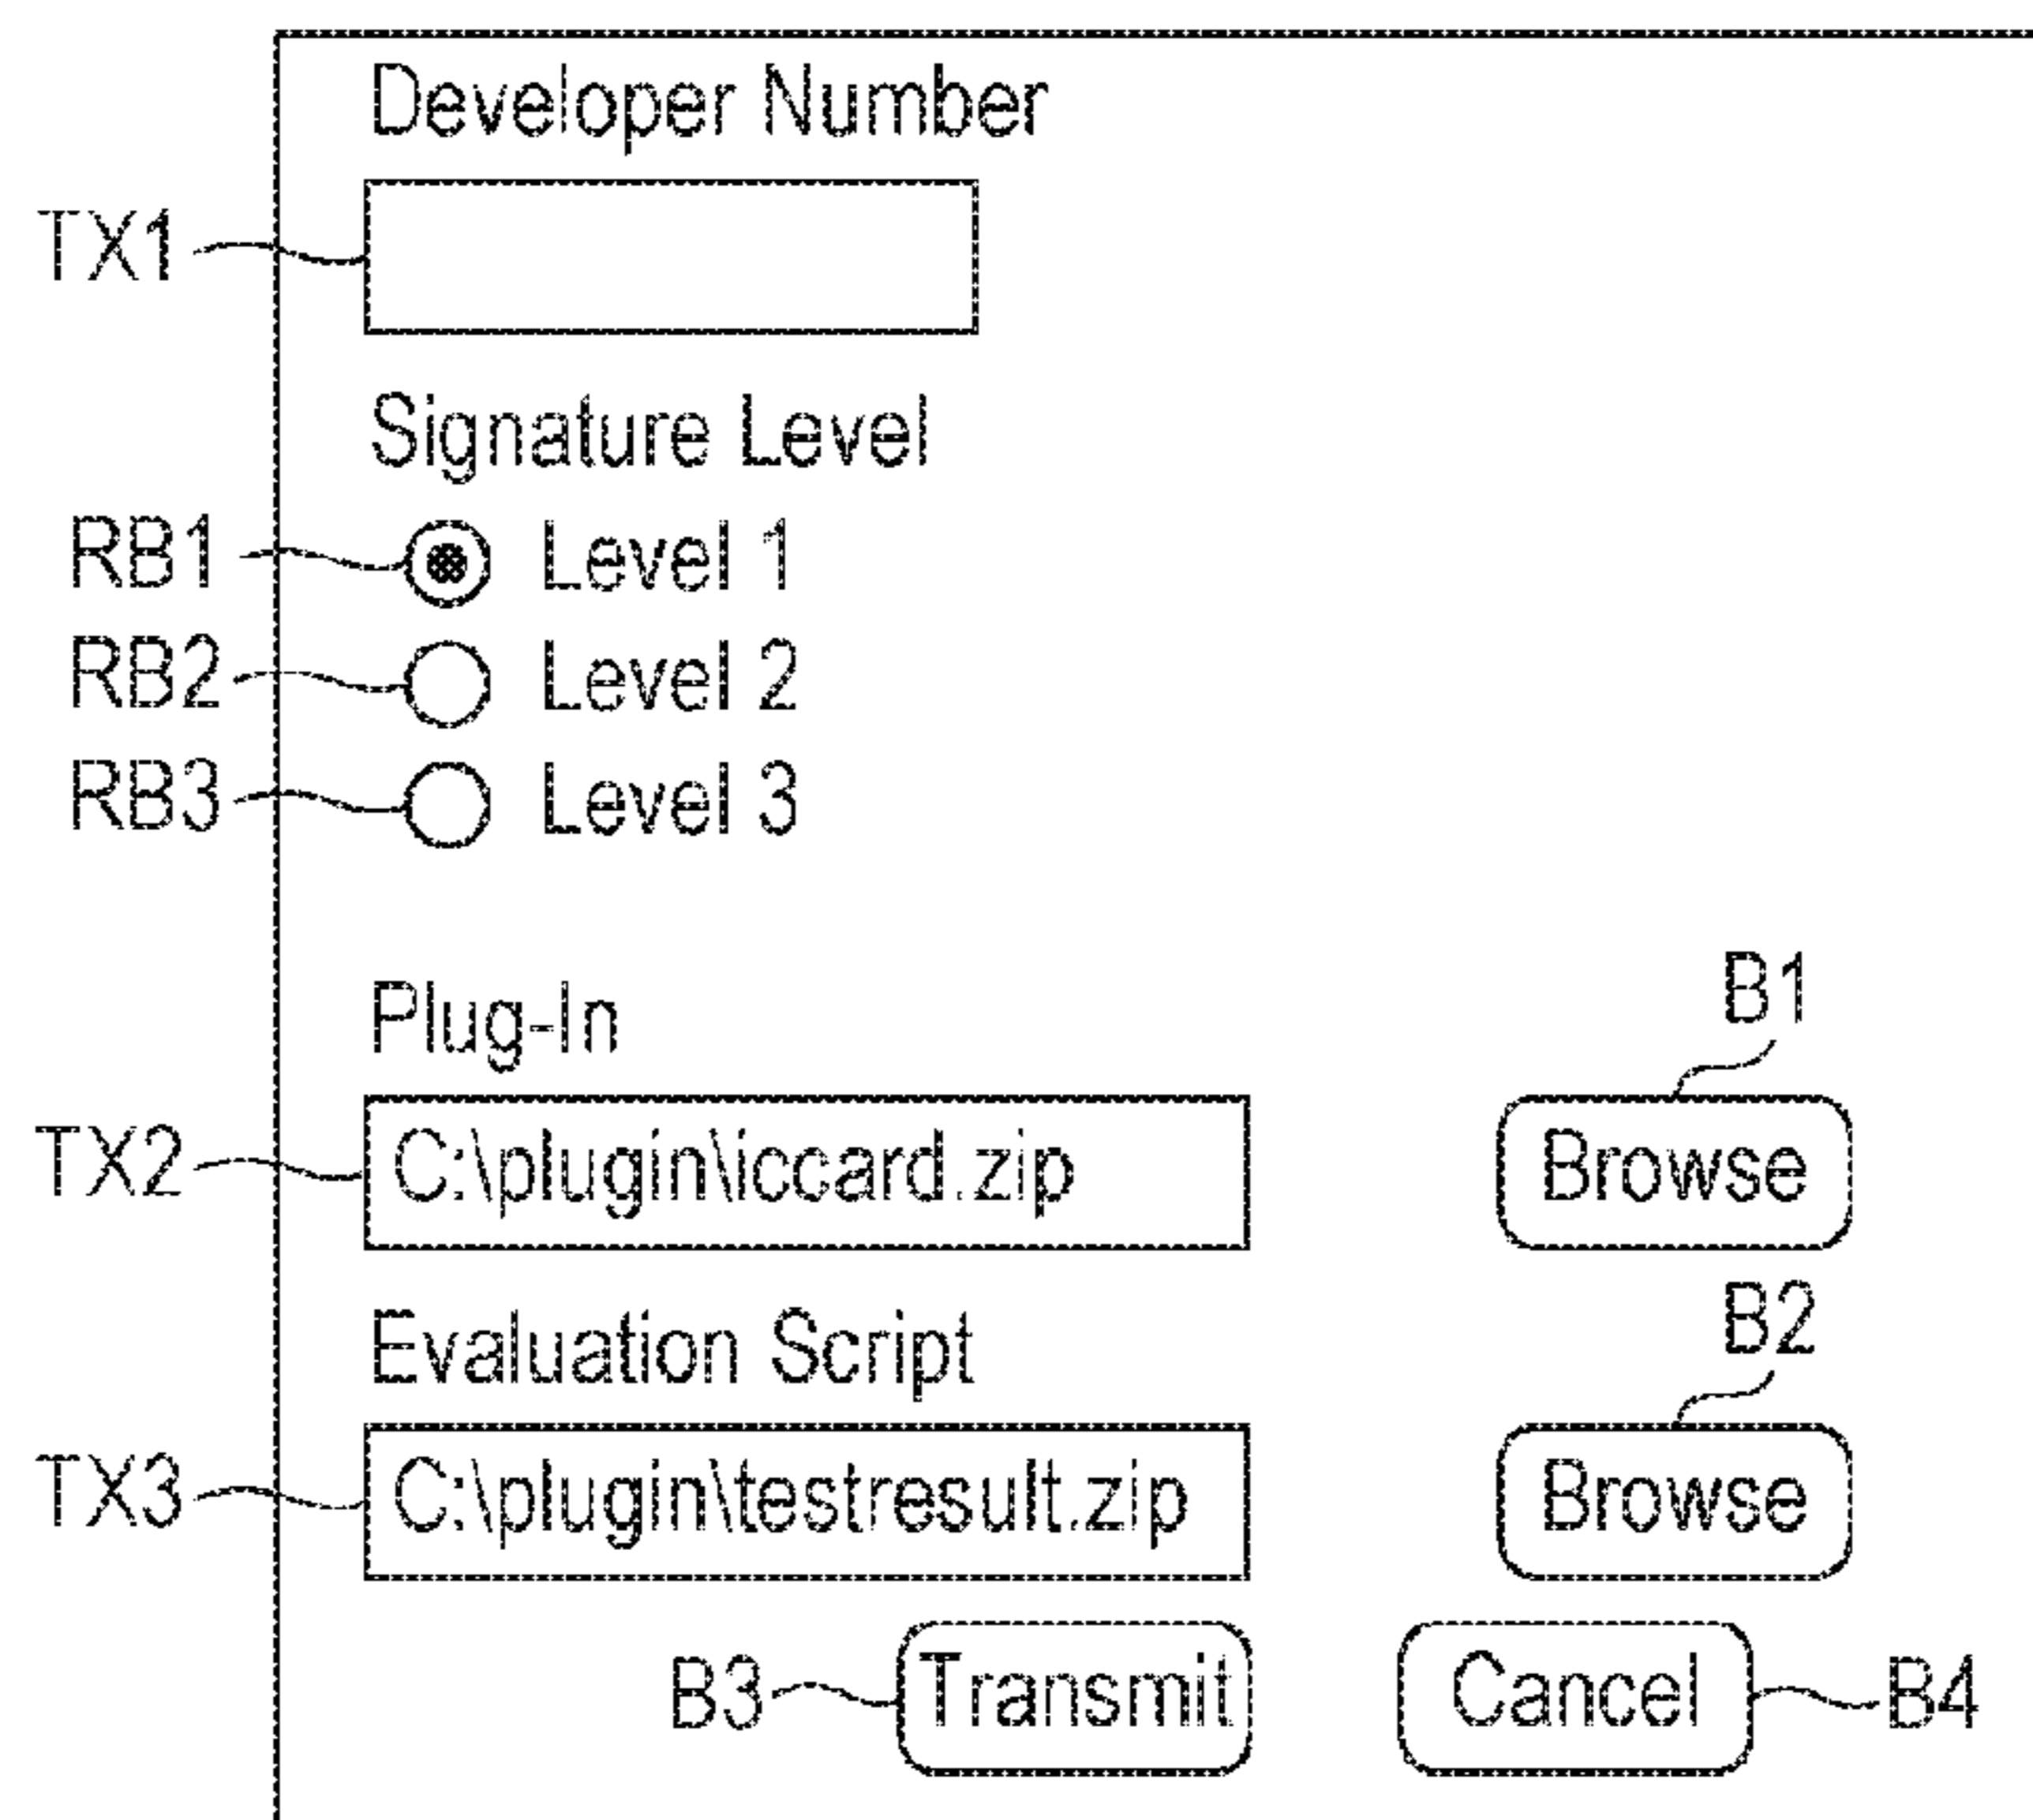 Developer Number
TX1
Signature Level
RB1 Level 1
RB2 Level 2
RB3 Level 3
Plug-In
B1
TX2 C:\plugin\iccard.zip Browse
Evaluation Script
B2
TX3 C:\plugin\testresult.zip Browse
B3 Transmit Cancel B4